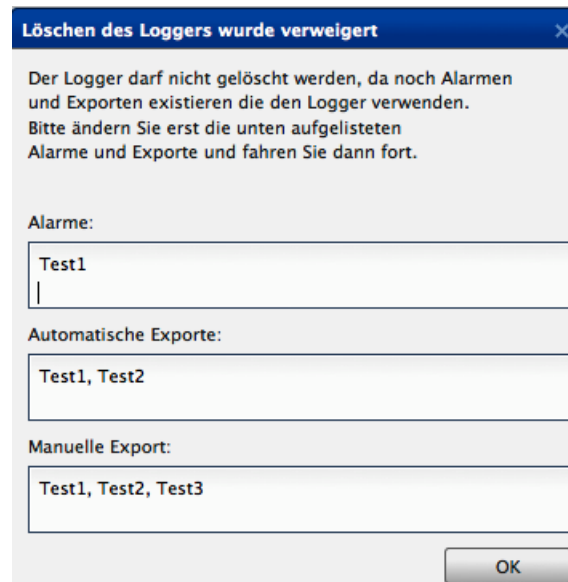 Löschen des Loggers wurde verweigert
Der Logger darf nicht gelöscht werden, da noch Alarmen
und Exporten existieren die den Logger verwenden.
Bitte ändern Sie erst die unten aufgelisteten
Alarme und Exporte und fahren Sie dann fort.
Alarme:
Test1
Automatische Exporte:
Test1, Test2
Manuelle Export:
Test1, Test2, Test3
OK